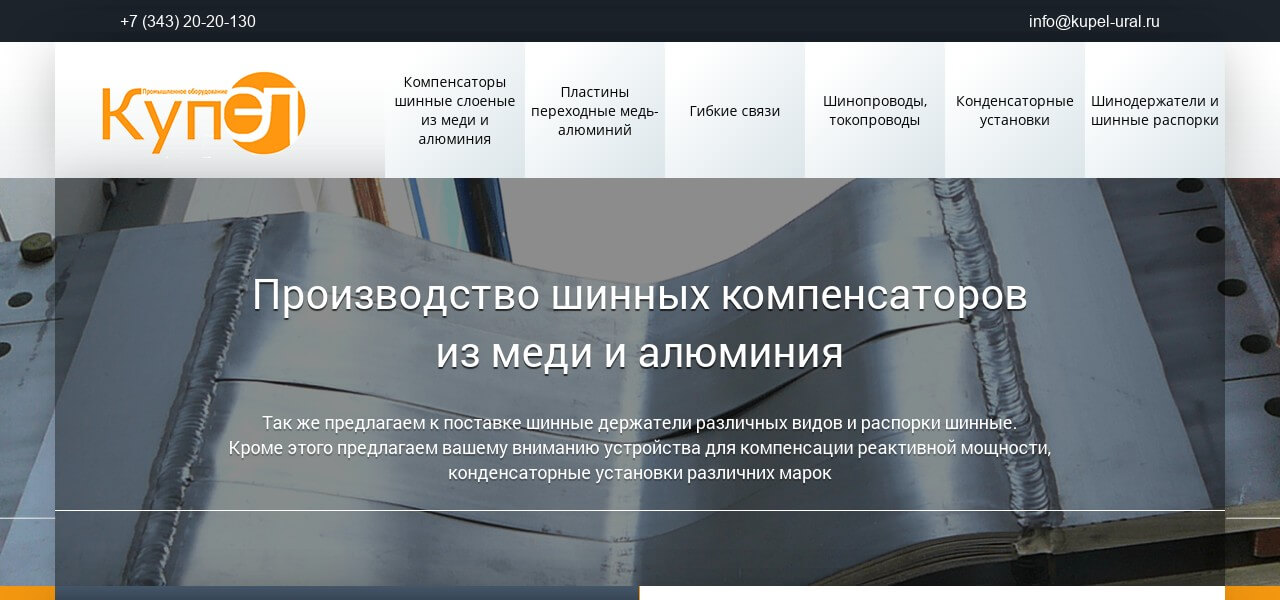 +7 (343) 20-20-130
info@kupel-ural.ru
Промышленное оборудование
Купел
Компенсаторы
шинные слоеные
из меди и
алюминия
Пластины
переходные медь-
алюминий
Гибкие связи
Шинопроводы,
токопроводы
Конденсаторные
установки
Шинодержатели и
шинные распорки
Производство шинных компенсаторов
из меди и алюминия
Так же предлагаем к поставке шинные держатели различных видов и распорки шинные.
Кроме этого предлагаем вашему вниманию устройства для компенсации реактивной мощности,
конденсаторные установки различних марок